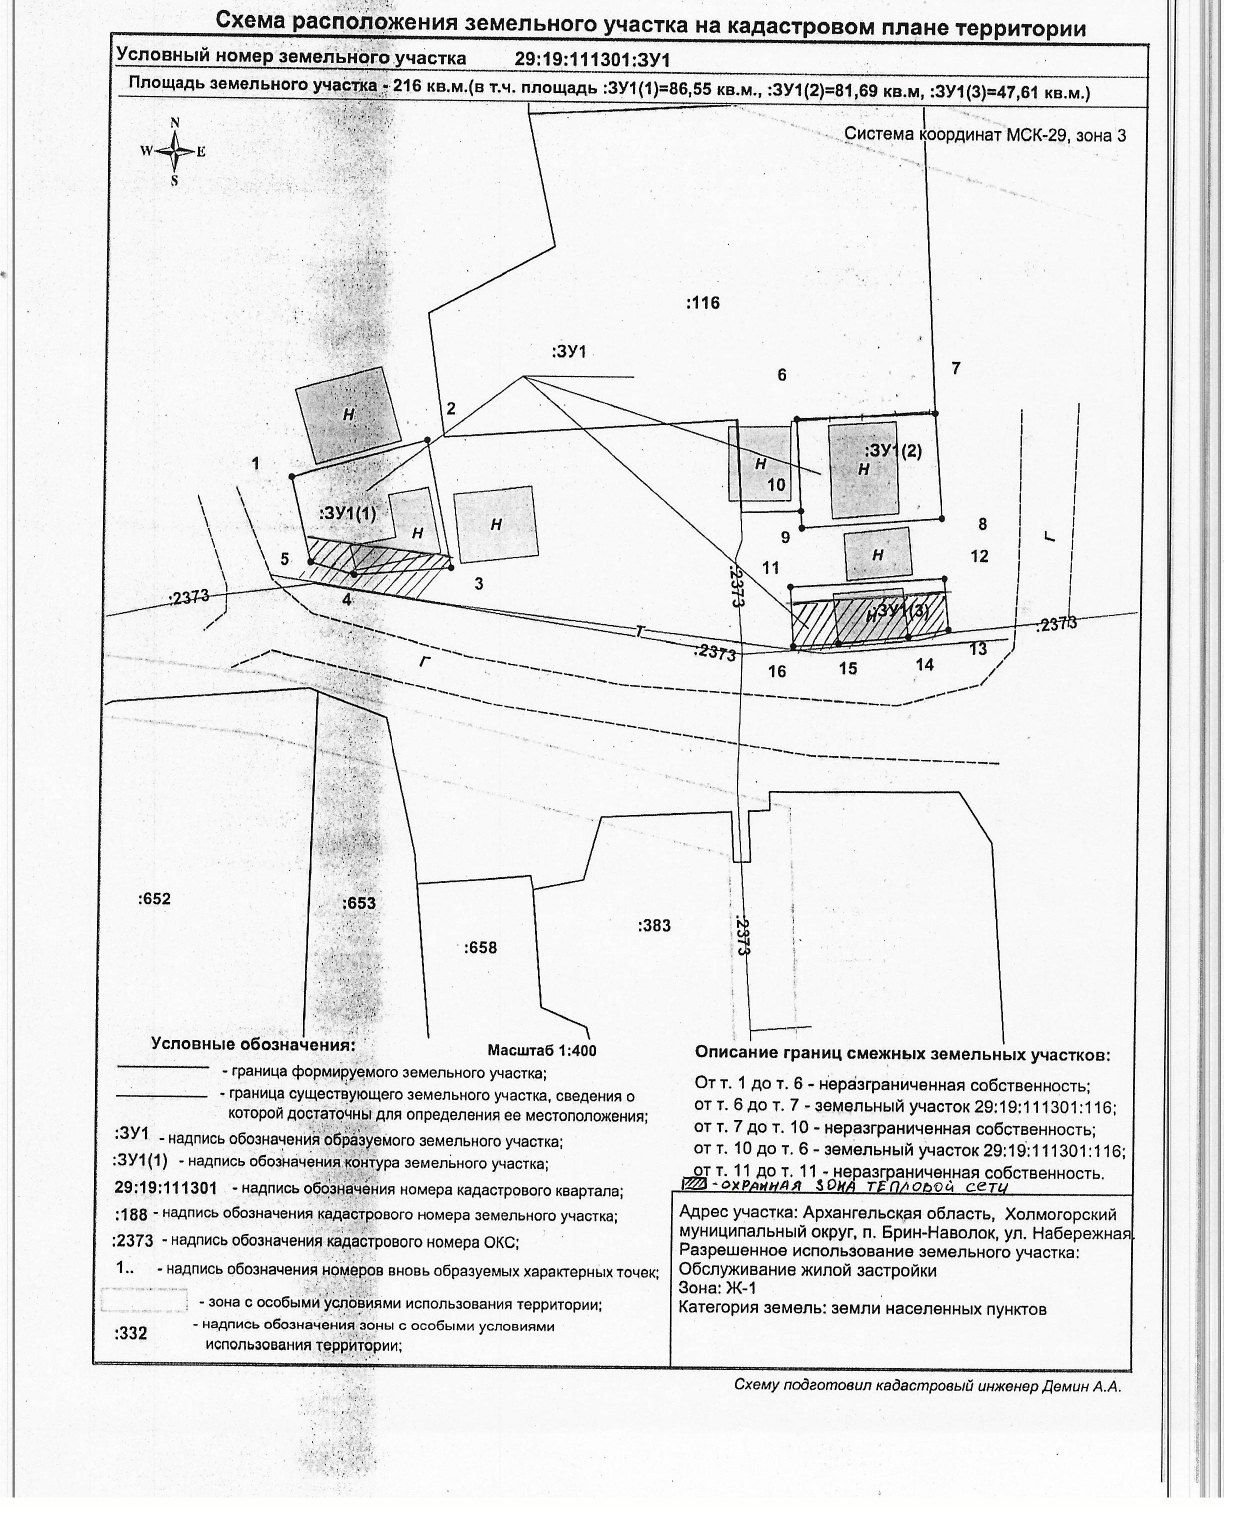 Схема расположения земельного участка на кадастровом плане территории
Условный номер земельного участка 29:19:111301:ЗУ1
Площадь земельного участка - 216 кв.м.(в т.ч. площадь :ЗУ1(1)=86,55 кв.м., :ЗУ1(2)=81,69 кв.м, :ЗУ1(3)=47,61 кв.м.)
N
W E
S
Система координат МСК-29, зона 3
:116
:ЗУ1
6
7
Н
2
1
:ЗУ1(2)
Н
Н
10
:ЗУ1(1)
Н
Н
9
8
Г
5
Н
12
11
3
4
:2373
:2373
:ЗУ1(3)
Н
:2373
Т
:2373
13
Г
16
15
14
:652
:653
:383
:658
:2373
Условные обозначения:
Масштаб 1:400
- граница формируемого земельного участка;
- граница существующего земельного участка, сведения о
которой достаточны для определения ее местоположения;
:ЗУ1 - надпись обозначения образуемого земельного участка;
:ЗУ1(1) - надпись обозначения контура земельного участка;
29:19:111301 - надпись обозначения номера кадастрового квартала;
:188 - надпись обозначения кадастрового номера земельного участка;
:2373 - надпись обозначения кадастрового номера ОКС;
1.. - надпись обозначения номеров вновь образуемых характерных точек;
- зона с особыми условиями использования территории;
:332 - надпись обозначения зоны с особыми условиями
использования территории;
Описание границ смежных земельных участков:
От т. 1 до т. 6 - неразграниченная собственность;
от т. 6 до т. 7 - земельный участок 29:19:111301:116;
от т. 7 до т. 10 - неразграниченная собственность;
от т. 10 до т. 6 - земельный участок 29:19:111301:116;
от т. 11 до т. 11 - неразграниченная собственность.
- ОХРАННАЯ ЗОНА ТЕПЛОВОЙ СЕТИ
Адрес участка: Архангельская область, Холмогорский
муниципальный округ, п. Брин-Наволок, ул. Набережная.
Разрешенное использование земельного участка:
Обслуживание жилой застройки
Зона: Ж-1
Категория земель: земли населенных пунктов
Схему подготовил кадастровый инженер Демин А.А.